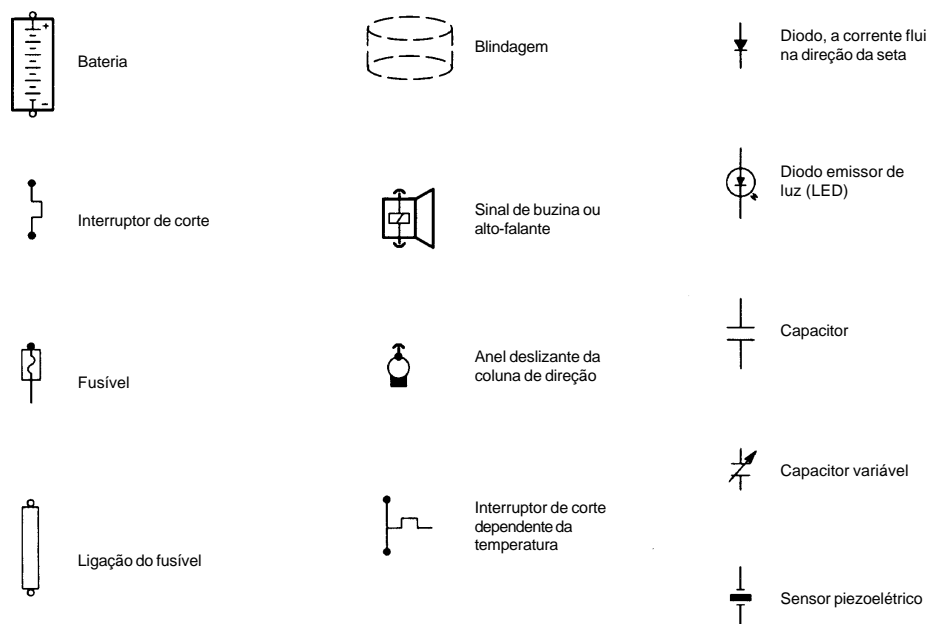 Bateria
Interruptor de corte
Fusível
Ligação do fusível
Blindagem
Sinal de buzina ou
alto-falante
Anel deslizante da
coluna de direção
Interruptor de corte
dependente da
temperatura
Diodo, a corrente flui
na direção da seta
Diodo emissor de
luz (LED)
Capacitor
Capacitor variável
Sensor piezoelétrico